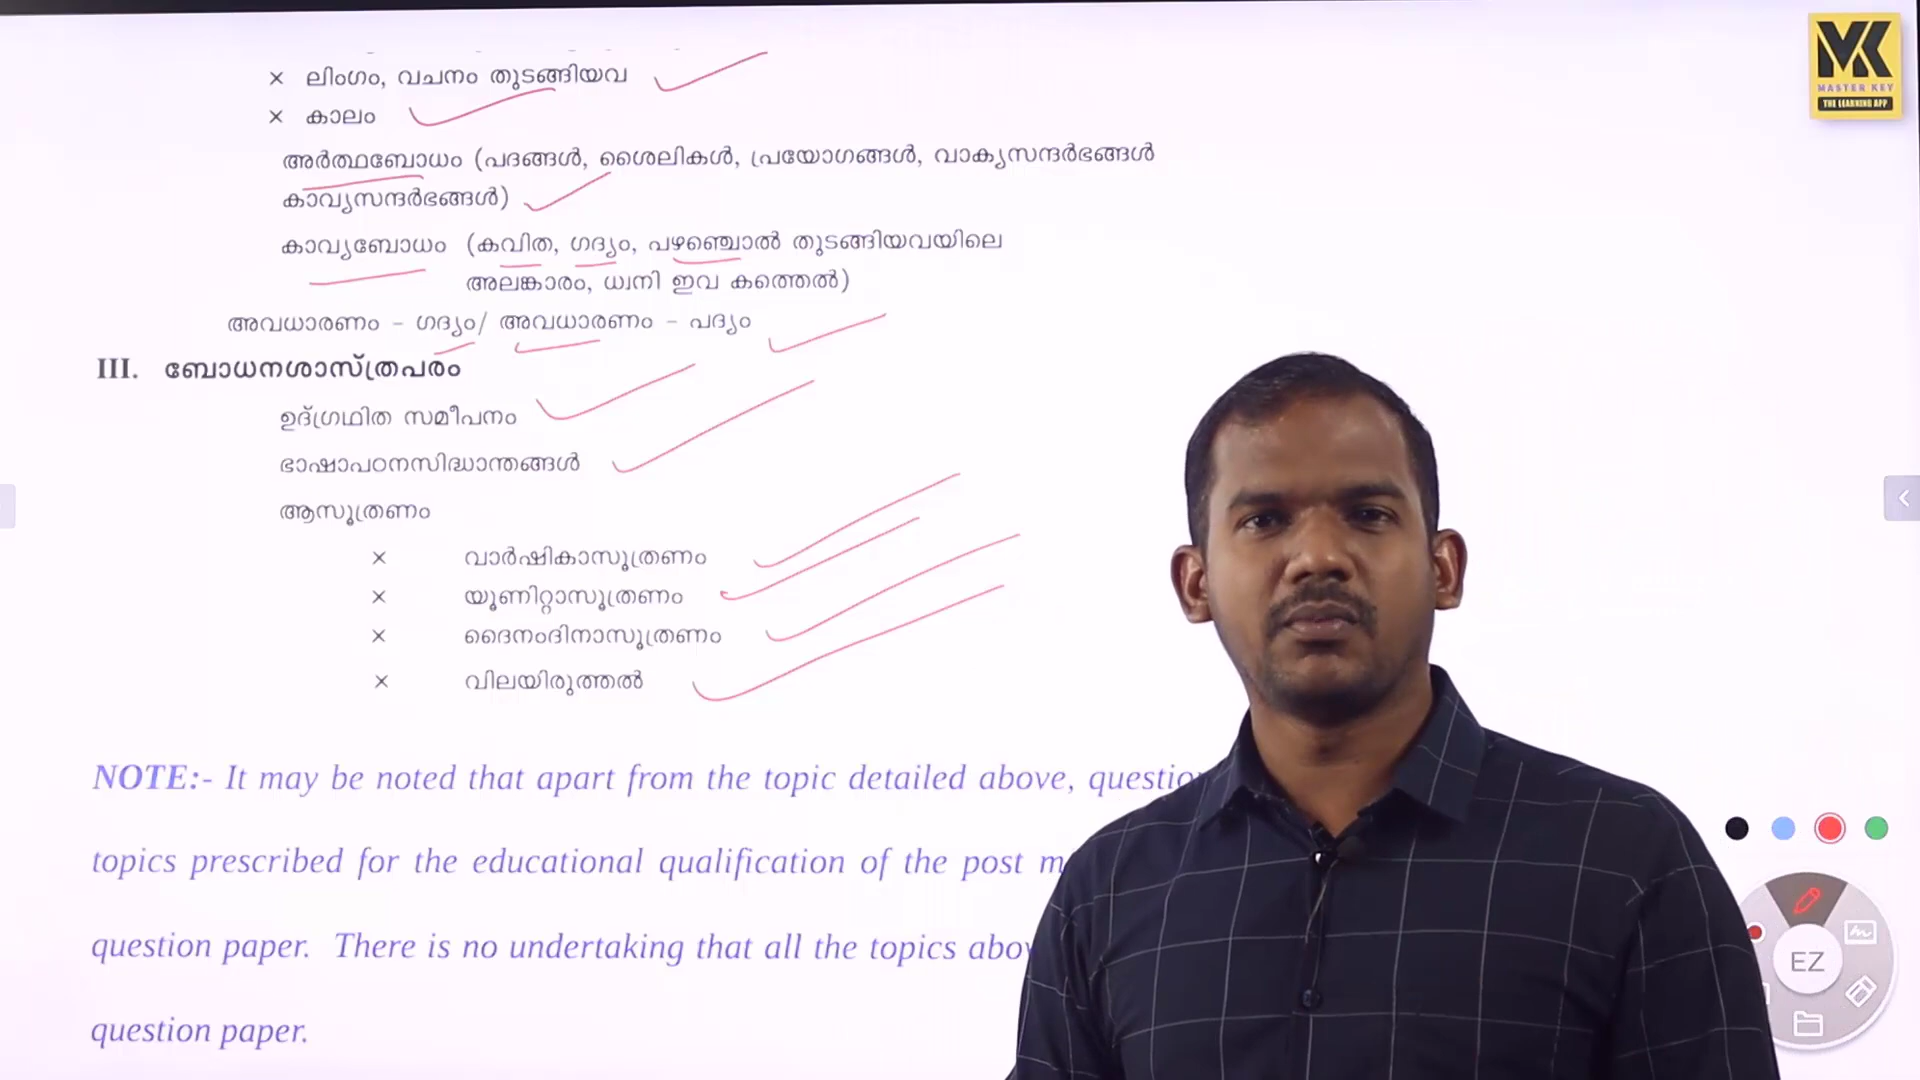 × ലിംഗം, വചനം തുടങ്ങിയവ
× കാലം
അർത്ഥബോധം (പദങ്ങൾ, ശൈലികൾ, പ്രയോഗങ്ങൾ, വാക്യസന്ദർഭങ്ങൾ
കാവ്യസന്ദർഭങ്ങൾ)
കാവ്യബോധം (കവിത, ഗദ്യം, പഴഞ്ചൊൽ തുടങ്ങിയവയിലെ
അലങ്കാരം, ധ്വനി ഇവ കത്തെൽ)
അവധാരണം – ഗദ്യം/ അവധാരണം – പദ്യം
III. ബോധനശാസ്ത്രപരം
ഉദ്ഗ്രഥിത സമീപനം
ഭാഷാപഠനസിദ്ധാന്തങ്ങൾ
ആസൂത്രണം
× വാർഷികാസൂത്രണം
× യൂണിറ്റാസൂത്രണം
× ദൈനംദിനാസൂത്രണം
× വിലയിരുത്തൽ
NOTE:- It may be noted that apart from the topic detailed above,
topics prescribed for the educational qualification of the post
question paper. There is no undertaking that all the topics
question paper.
MK
MASTER KEY
THE LEARNING APP
EZ